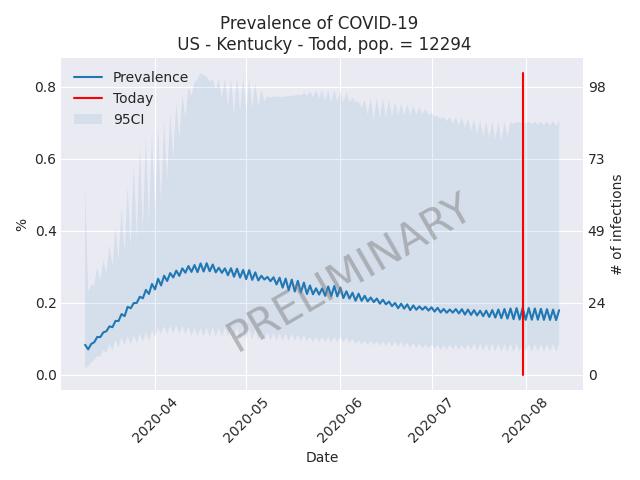 Prevalence of COVID-19
US - Kentucky - Todd, pop. = 12294
Prevalence
Today
95CI
PRELIMINARY
%
0.8
0.6
0.4
0.2
0.0
98
73
49
24
0
# of infections
2020-04
2020-05
2020-06
2020-07
2020-08
Date